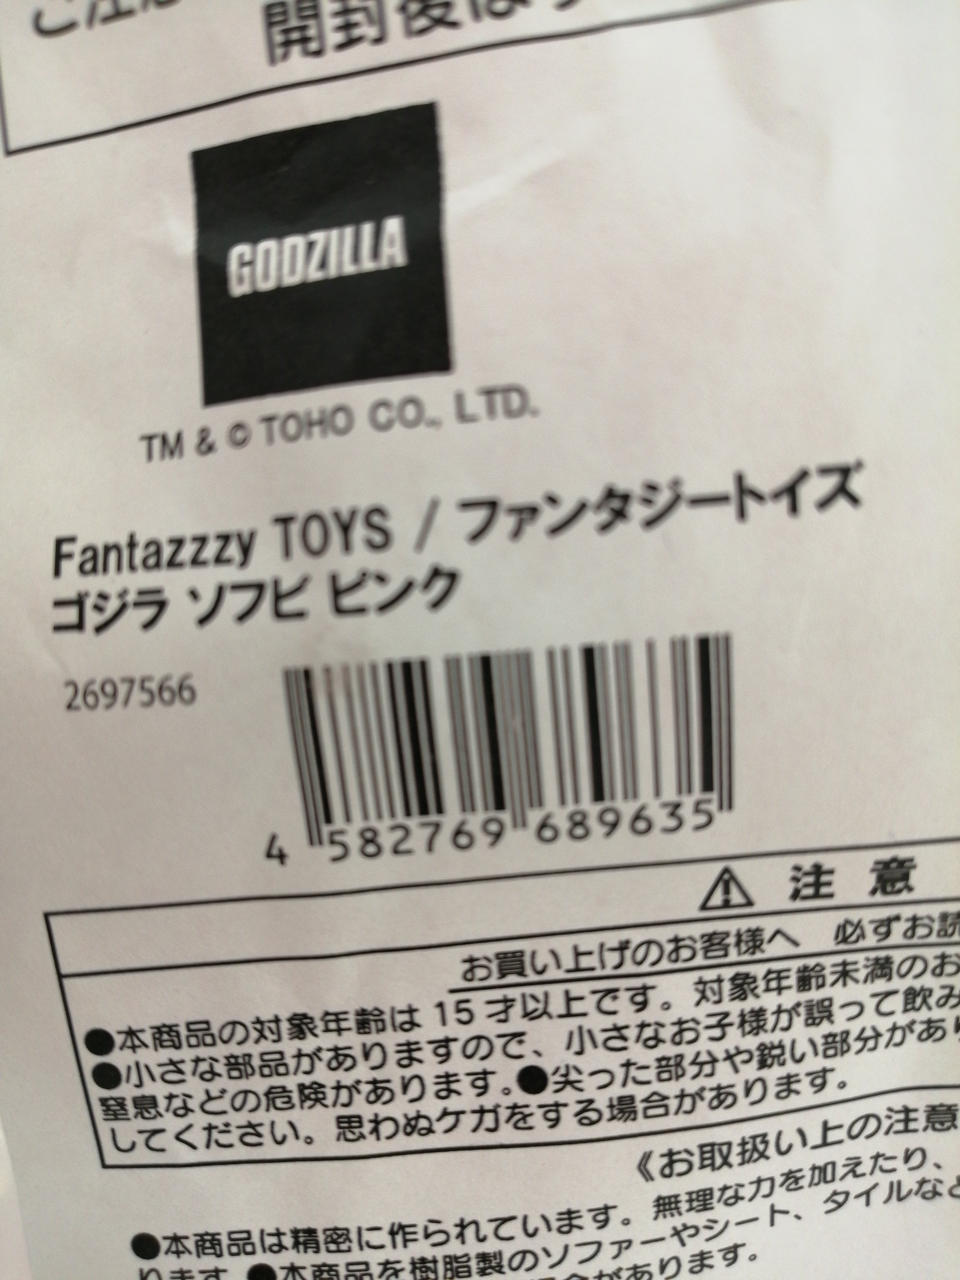 開封後は
GODZILLA
TM & © TOHO CO., LTD.
Fantazzzy TOYS / ファンタジートイズ
ゴジラ ソフビ ピンク
2697566
4 582769 689635
⚠ 注 意
お買い上げのお客様へ 必ずお読
●本商品の対象年齢は 15 才以上です。対象年齢未満のお
●小さな部品がありますので、小さなお子様が誤って飲み
窒息などの危険があります。●尖った部分や鋭い部分があり
してください。思わぬケガをする場合があります。
《お取扱い上の注意
●本商品は精密に作られています。無理な力を加えたり、
ります。●本商品を樹脂製のソファーやシート、タイルなど
場合があります。